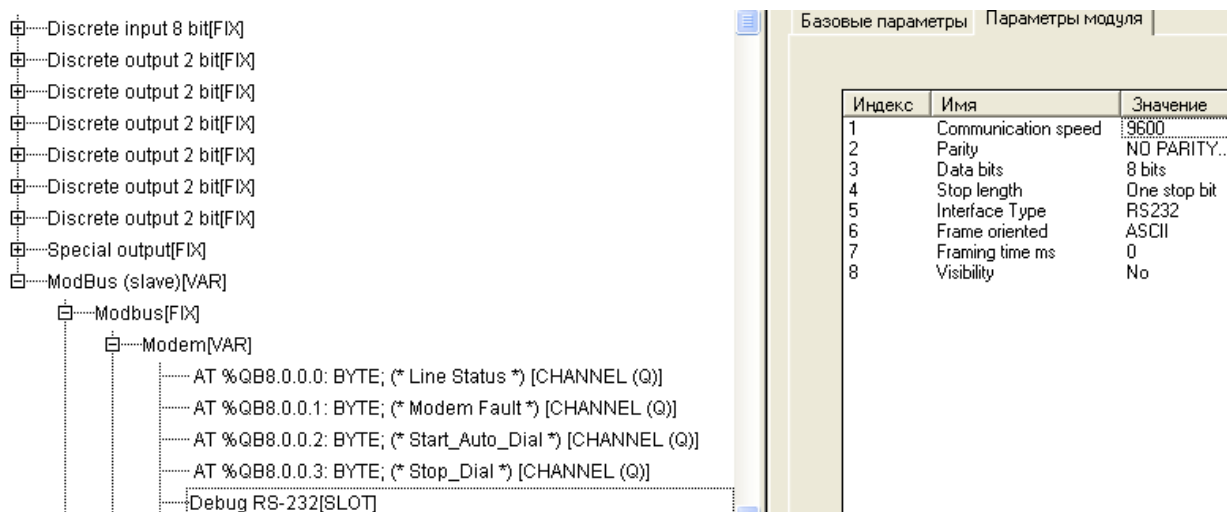 Discrete input 8 bit[FIX]
Discrete output 2 bit[FIX]
Discrete output 2 bit[FIX]
Discrete output 2 bit[FIX]
Discrete output 2 bit[FIX]
Discrete output 2 bit[FIX]
Discrete output 2 bit[FIX]
Special output[FIX]
ModBus (slave)[VAR]
Modbus[FIX]
Modem[VAR]
AT %QB8.0.0.0: BYTE; (* Line Status *) [CHANNEL (Q)]
AT %QB8.0.0.1: BYTE; (* Modem Fault *) [CHANNEL (Q)]
AT %QB8.0.0.2: BYTE; (* Start_Auto_Dial *) [CHANNEL (Q)]
AT %QB8.0.0.3: BYTE; (* Stop_Dial *) [CHANNEL (Q)]
Debug RS-232[SLOT]
Базовые параметры Параметры модуля
Индекс Имя Значение
1 Communication speed 9600
2 Parity NO PARITY...
3 Data bits 8 bits
4 Stop length One stop bit
5 Interface Type RS232
6 Frame oriented ASCII
7 Framing time ms 0
8 Visibility No